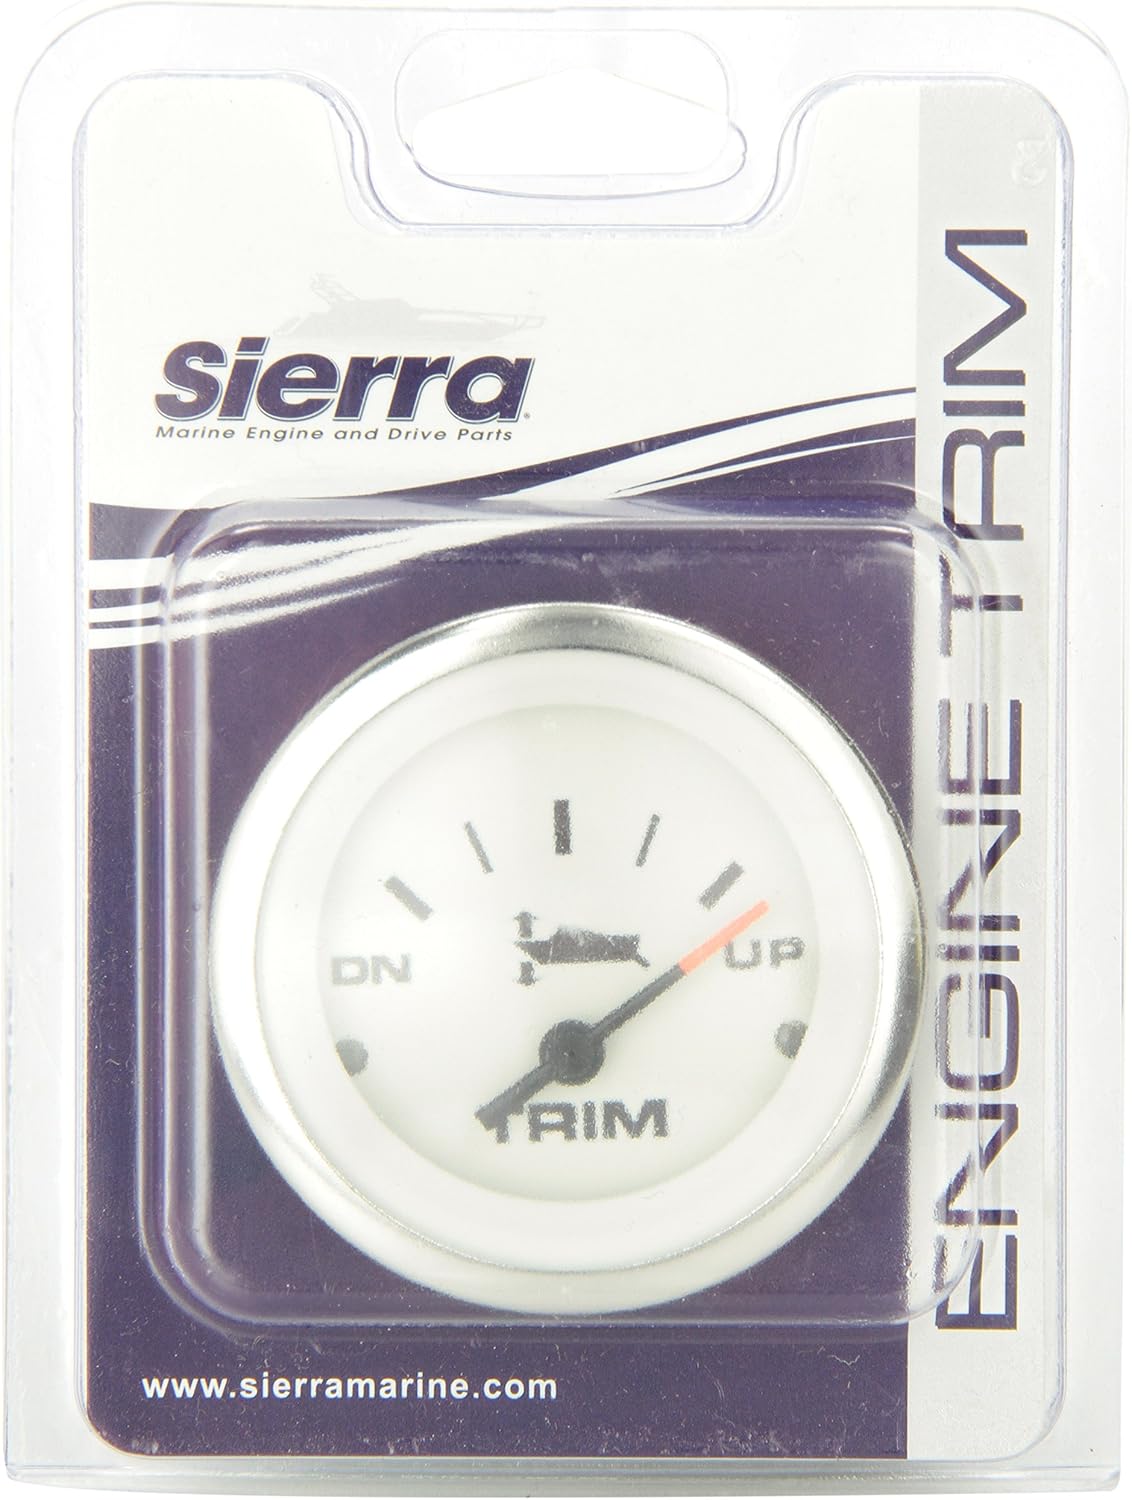 Sierra®
Marine Engine and Drive Parts
ENGINE TRIM
DN
UP
TRIM
www.sierramarine.com